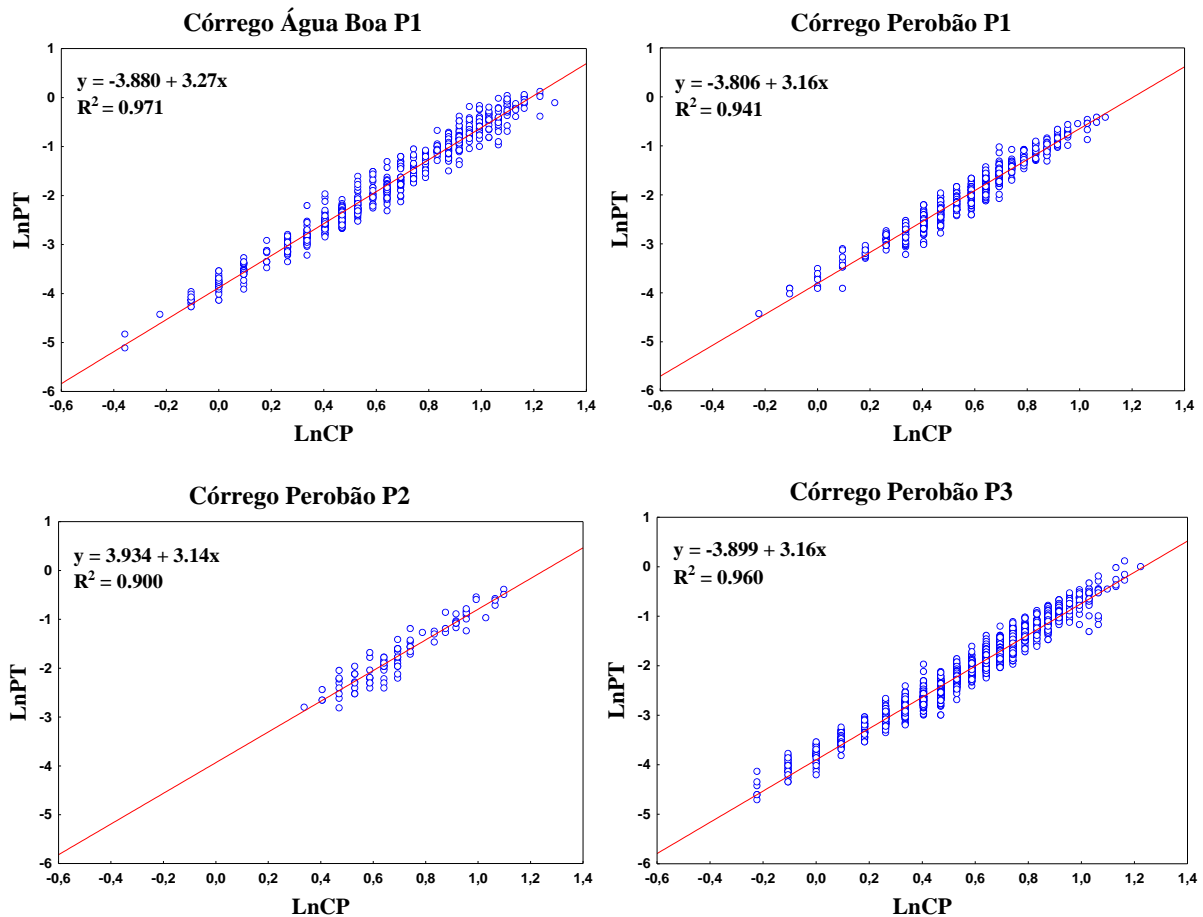 Córrego Água Boa P1
y = -3.880 + 3.27x
R² = 0.971
1
0
-1
-2
-3
-4
-5
-6
LnPT
-0,6 -0,4 -0,2 0,0 0,2 0,4 0,6 0,8 1,0 1,2 1,4
LnCP
Córrego Perobão P1
y = -3.806 + 3.16x
R² = 0.941
1
0
-1
-2
-3
-4
-5
-6
LnPT
-0,6 -0,4 -0,2 0,0 0,2 0,4 0,6 0,8 1,0 1,2 1,4
LnCP
Córrego Perobão P2
y = 3.934 + 3.14x
R² = 0.900
1
0
-1
-2
-3
-4
-5
-6
LnPT
-0,6 -0,4 -0,2 0,0 0,2 0,4 0,6 0,8 1,0 1,2 1,4
LnCP
Córrego Perobão P3
y = -3.899 + 3.16x
R² = 0.960
1
0
-1
-2
-3
-4
-5
-6
LnPT
-0,6 -0,4 -0,2 0,0 0,2 0,4 0,6 0,8 1,0 1,2 1,4
LnCP